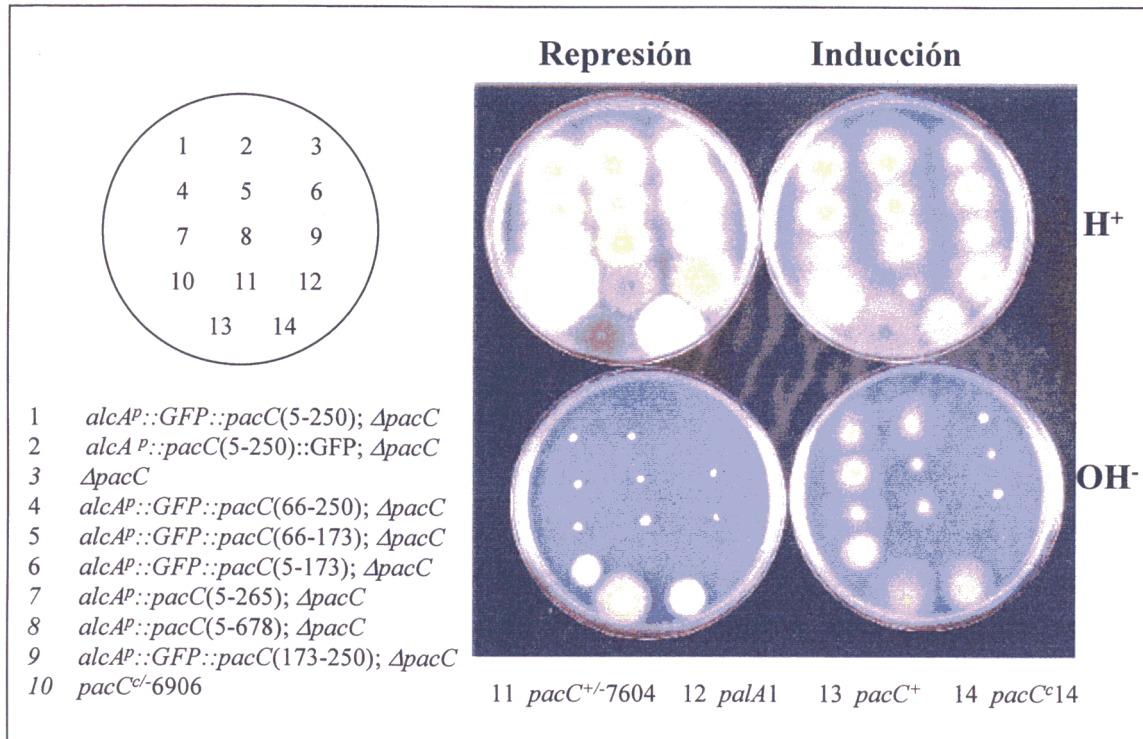 Represión Inducción
1 2 3
4 5 6
7 8 9
10 11 12
13 14
H⁺
OH⁻
1 alcAᵖ::GFP::pacC(5-250); ΔpacC
2 alcA ᵖ::pacC(5-250)::GFP; ΔpacC
3 ΔpacC
4 alcAᵖ::GFP::pacC(66-250); ΔpacC
5 alcAᵖ::GFP::pacC(66-173); ΔpacC
6 alcAᵖ::GFP::pacC(5-173); ΔpacC
7 alcAᵖ::pacC(5-265); ΔpacC
8 alcAᵖ::pacC(5-678); ΔpacC
9 alcAᵖ::GFP::pacC(173-250); ΔpacC
10 pacCᶜ/⁻6906
11 pacC⁺/⁻7604 12 palA1 13 pacC⁺ 14 pacCᶜ14